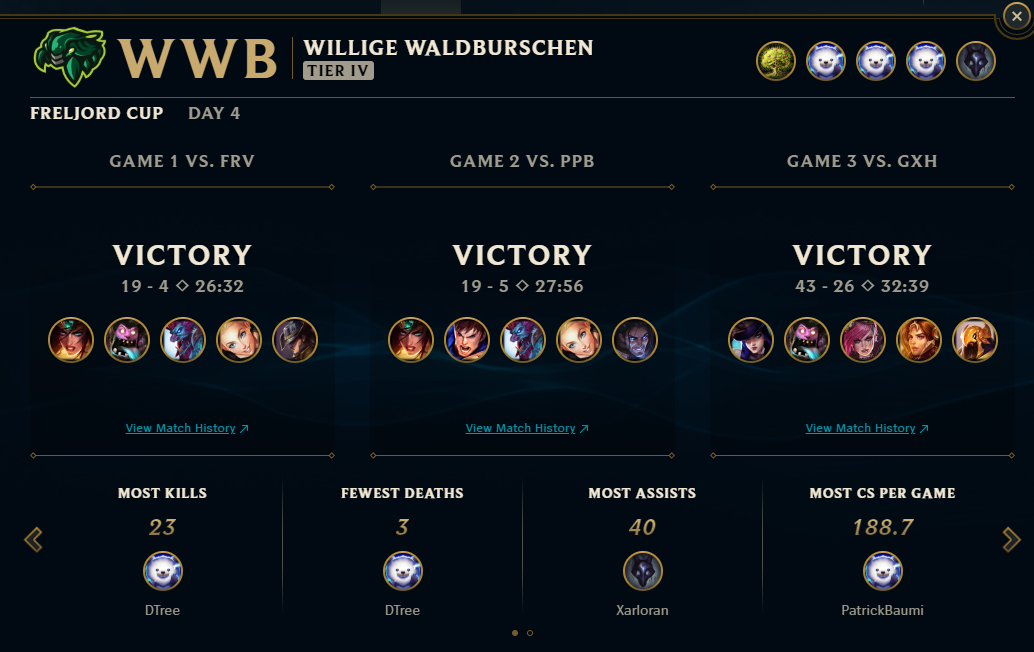 WWB
WILLIGE WALDBURSCHEN
TIER IV
FRELJORD CUP DAY 4
GAME 1 VS. FRV
VICTORY
19 - 4 ◇ 26:32
View Match History
GAME 2 VS. PPB
VICTORY
19 - 5 ◇ 27:56
View Match History
GAME 3 VS. GXH
VICTORY
43 - 26 ◇ 32:39
View Match History
MOST KILLS
23
DTree
FEWEST DEATHS
3
DTree
MOST ASSISTS
40
Xarloran
MOST CS PER GAME
188.7
PatrickBaumi